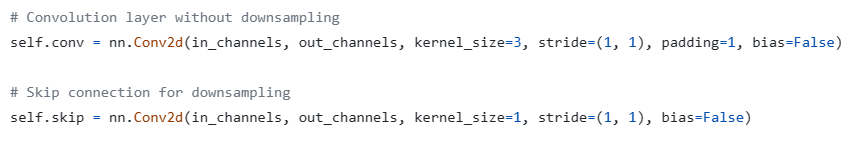 # Convolution layer without downsampling
self.conv = nn.Conv2d(in_channels, out_channels, kernel_size=3, stride=(1, 1), padding=1, bias=False)
# Skip connection for downsampling
self.skip = nn.Conv2d(in_channels, out_channels, kernel_size=1, stride=(1, 1), bias=False)